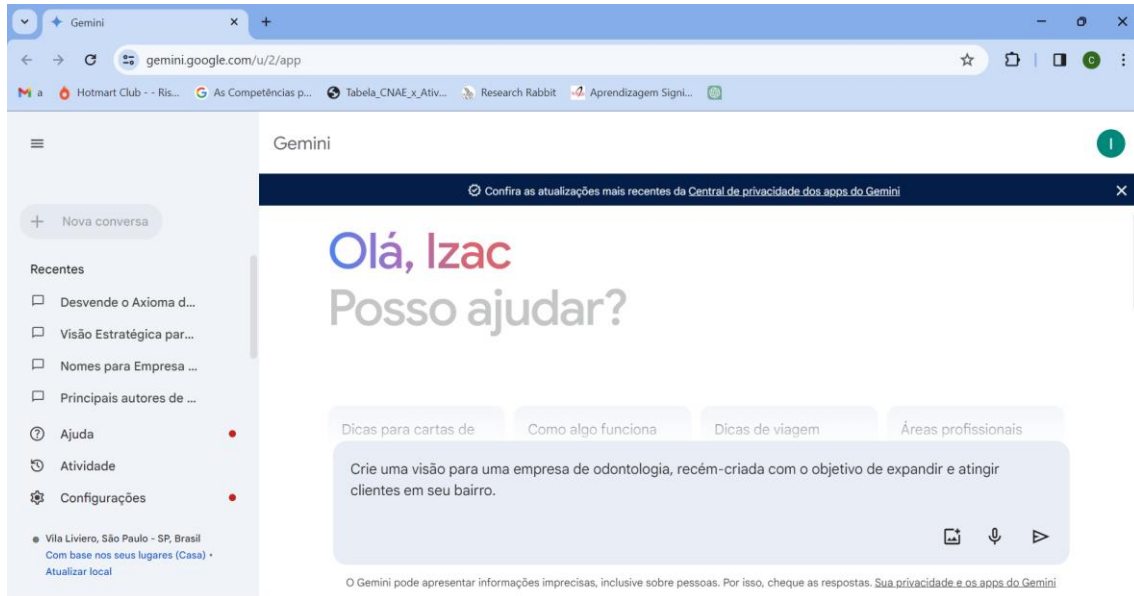 Gemini
gemini.google.com/u/2/app
C
a
Hotmart Club - - Ris...
As Competências p...
Tabela_CNAE_x_Ativ...
Research Rabbit
Aprendizagem Signi...
Gemini
I
Confira as atualizações mais recentes da Central de privacidade dos apps do Gemini
Nova conversa
Recentes
Desvende o Axioma d...
Visão Estratégica par...
Nomes para Empresa ...
Principais autores de ...
Ajuda
Atividade
Configurações
Vila Liviero, São Paulo - SP, Brasil
Com base nos seus lugares (Casa) •
Atualizar local
Olá, Izac
Posso ajudar?
Dicas para cartas de
Como algo funciona
Dicas de viagem
Áreas profissionais
Crie uma visão para uma empresa de odontologia, recém-criada com o objetivo de expandir e atingir
clientes em seu bairro.
O Gemini pode apresentar informações imprecisas, inclusive sobre pessoas. Por isso, cheque as respostas. Sua privacidade e os apps do Gemini